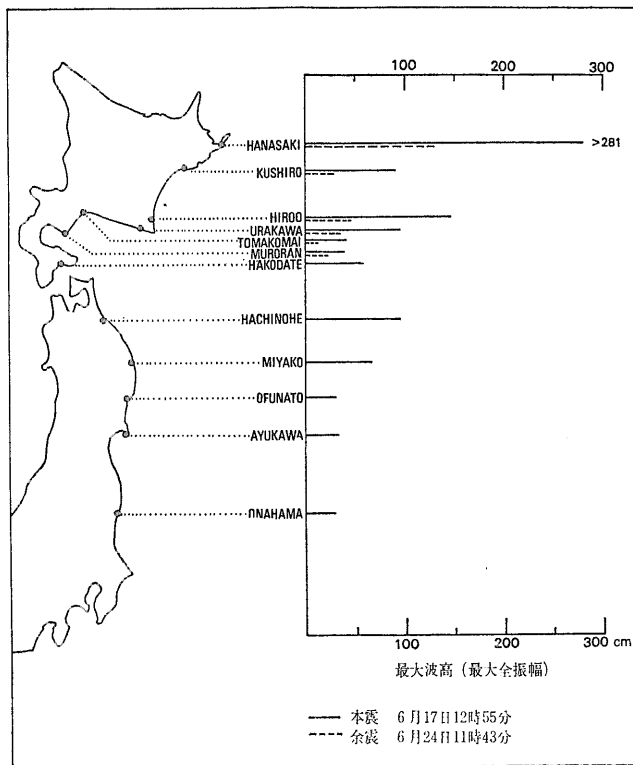 100 200 300
HANASAKI >281
KUSHIRO
HIROO
URAKAWA
TOMAKOMAI
MURORAN
HAKODATE
HACHINOHE
MIYAKO
OFUNATO
AYUKAWA
ONAHAMA
100 200 300 cm
最大波高 (最大全振幅)
本震 6月17日12時55分
余震 6月24日11時43分